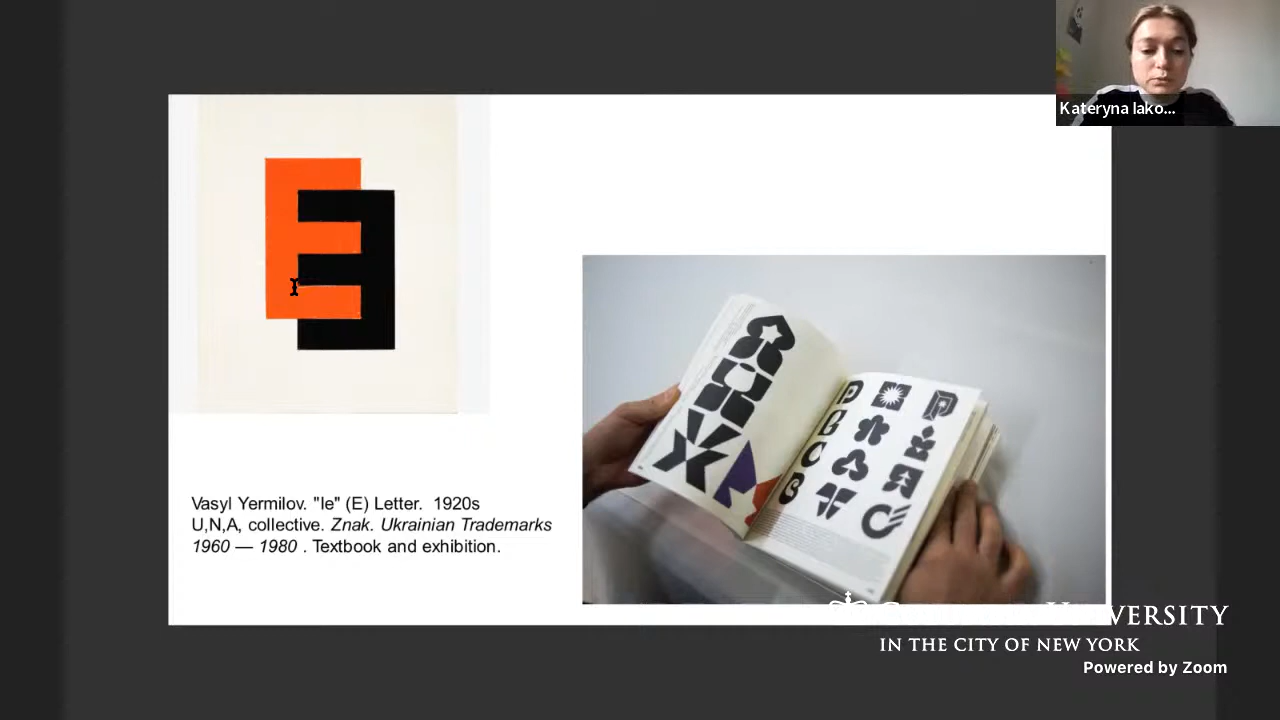 Kateryna Iako...
Vasyl Yermilov. "Ie" (E) Letter. 1920s
U,N,A, collective. Znak. Ukrainian Trademarks
1960 — 1980 . Textbook and exhibition.
UNIVERSITY
IN THE CITY OF NEW YORK
Powered by Zoom